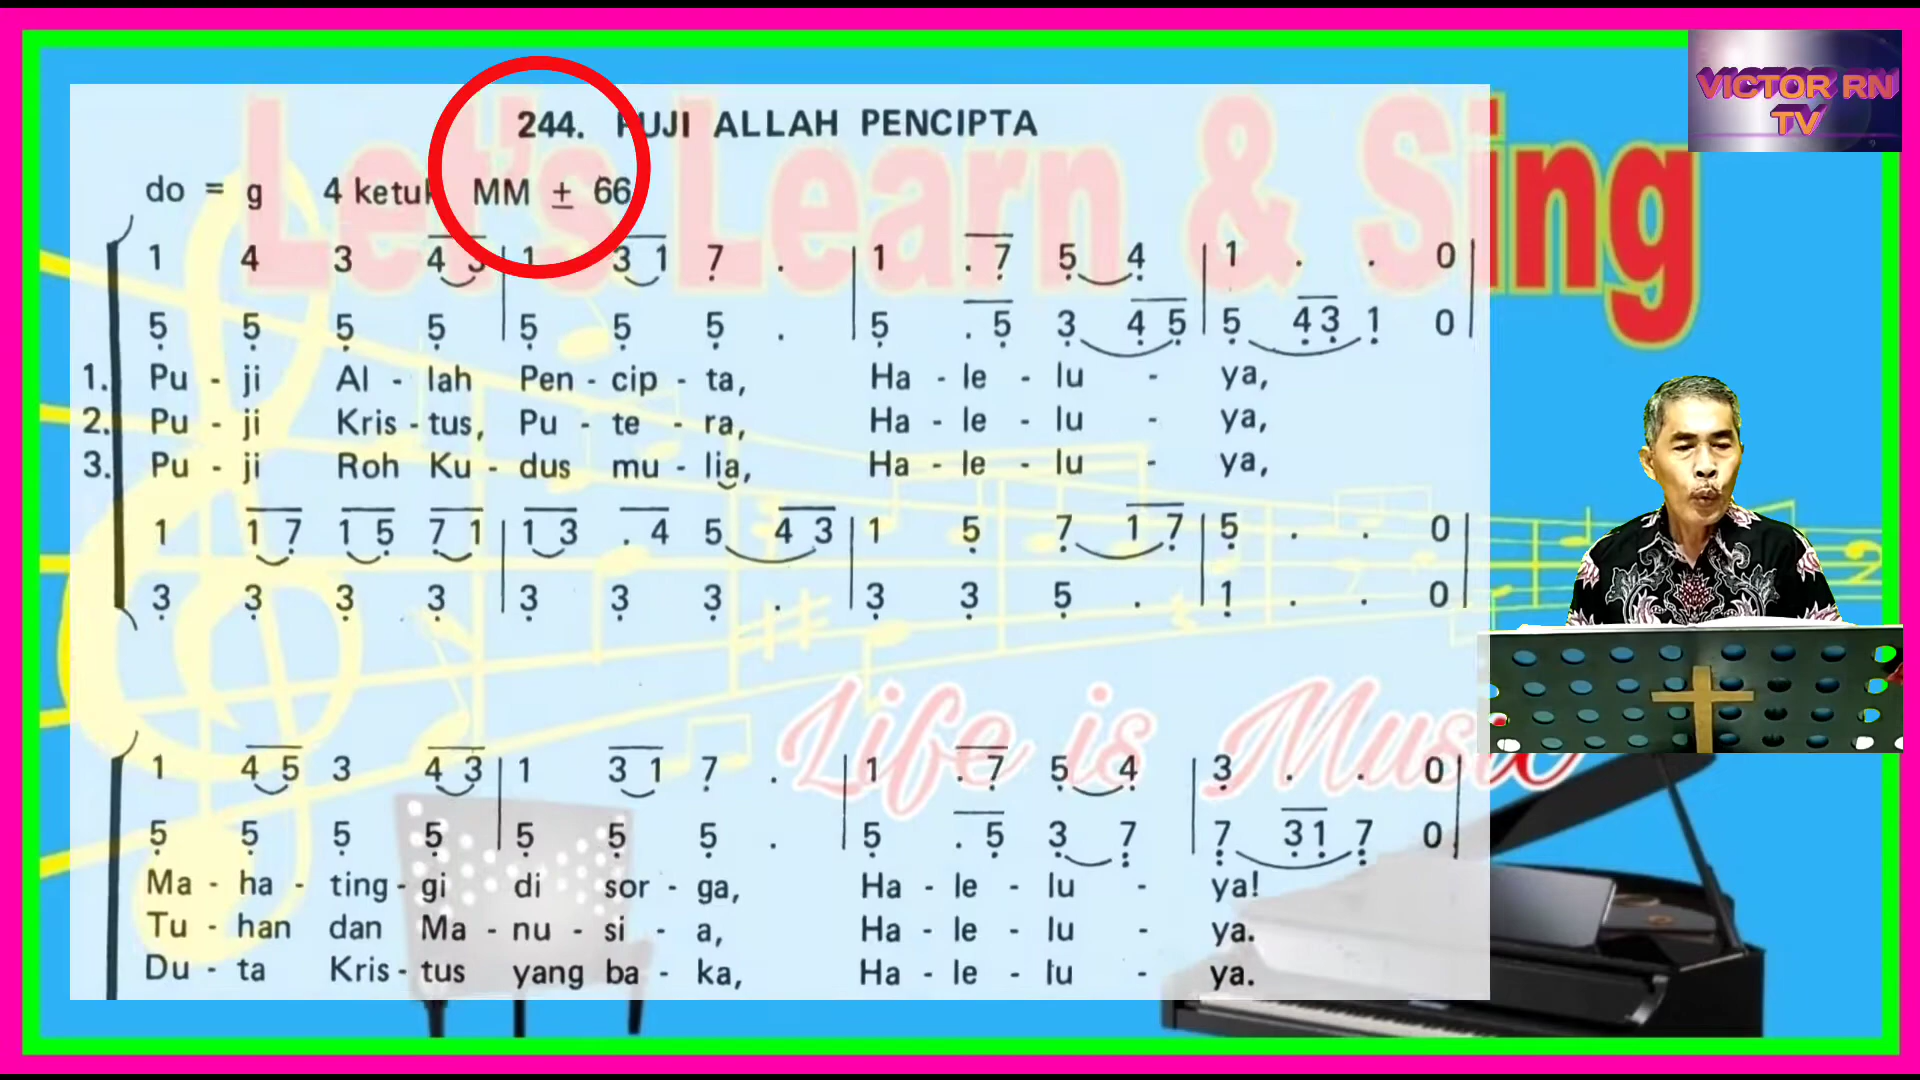 VICTOR RN
TV
Let's Learn & Sing
244. PUJI ALLAH PENCIPTA
do = g 4 ketuk MM ± 66
1 4 3 4 3 | 1 3 1 7̣ . | 1 . 7̣ 5̣ 4̣ | 1 . . 0 |
5̣ 5̣ 5̣ 5̣ | 5̣ 5̣ 5̣ . | 5̣ . 5̣ 3̣ 4̣ 5̣ | 5̣ 4̣ 3̣ 1̣ 0 |
1. Pu - ji Al - lah Pen - cip - ta, Ha - le - lu - ya,
2. Pu - ji Kris - tus, Pu - te - ra, Ha - le - lu - ya,
3. Pu - ji Roh Ku - dus mu - lia, Ha - le - lu - ya,
1 1 7̣ 1 5̣ 7̣ 1 | 1 3 . 4 5 4 3 | 1 5̣ 7̣ 1 7̣ | 5̣ . . 0 |
3̣ 3̣ 3̣ 3̣ | 3̣ 3̣ 3̣ . | 3̣ 3̣ 5̣ . | 1̣ . . 0 |
Life is Music
1 4 5 3 4 3 | 1 3 1 7̣ . | 1 . 7̣ 5̣ 4̣ | 3̣ . . 0 |
5̣ 5̣ 5̣ 5̣ | 5̣ 5̣ 5̣ . | 5̣ . 5̣ 3̣ 7̣ | 7̣ 3̣ 1̣ 7̣ 0 |
Ma - ha - ting - gi di sor - ga, Ha - le - lu - ya!
Tu - han dan Ma - nu - si - a, Ha - le - lu - ya.
Du - ta Kris - tus yang ba - ka, Ha - le - lu - ya.